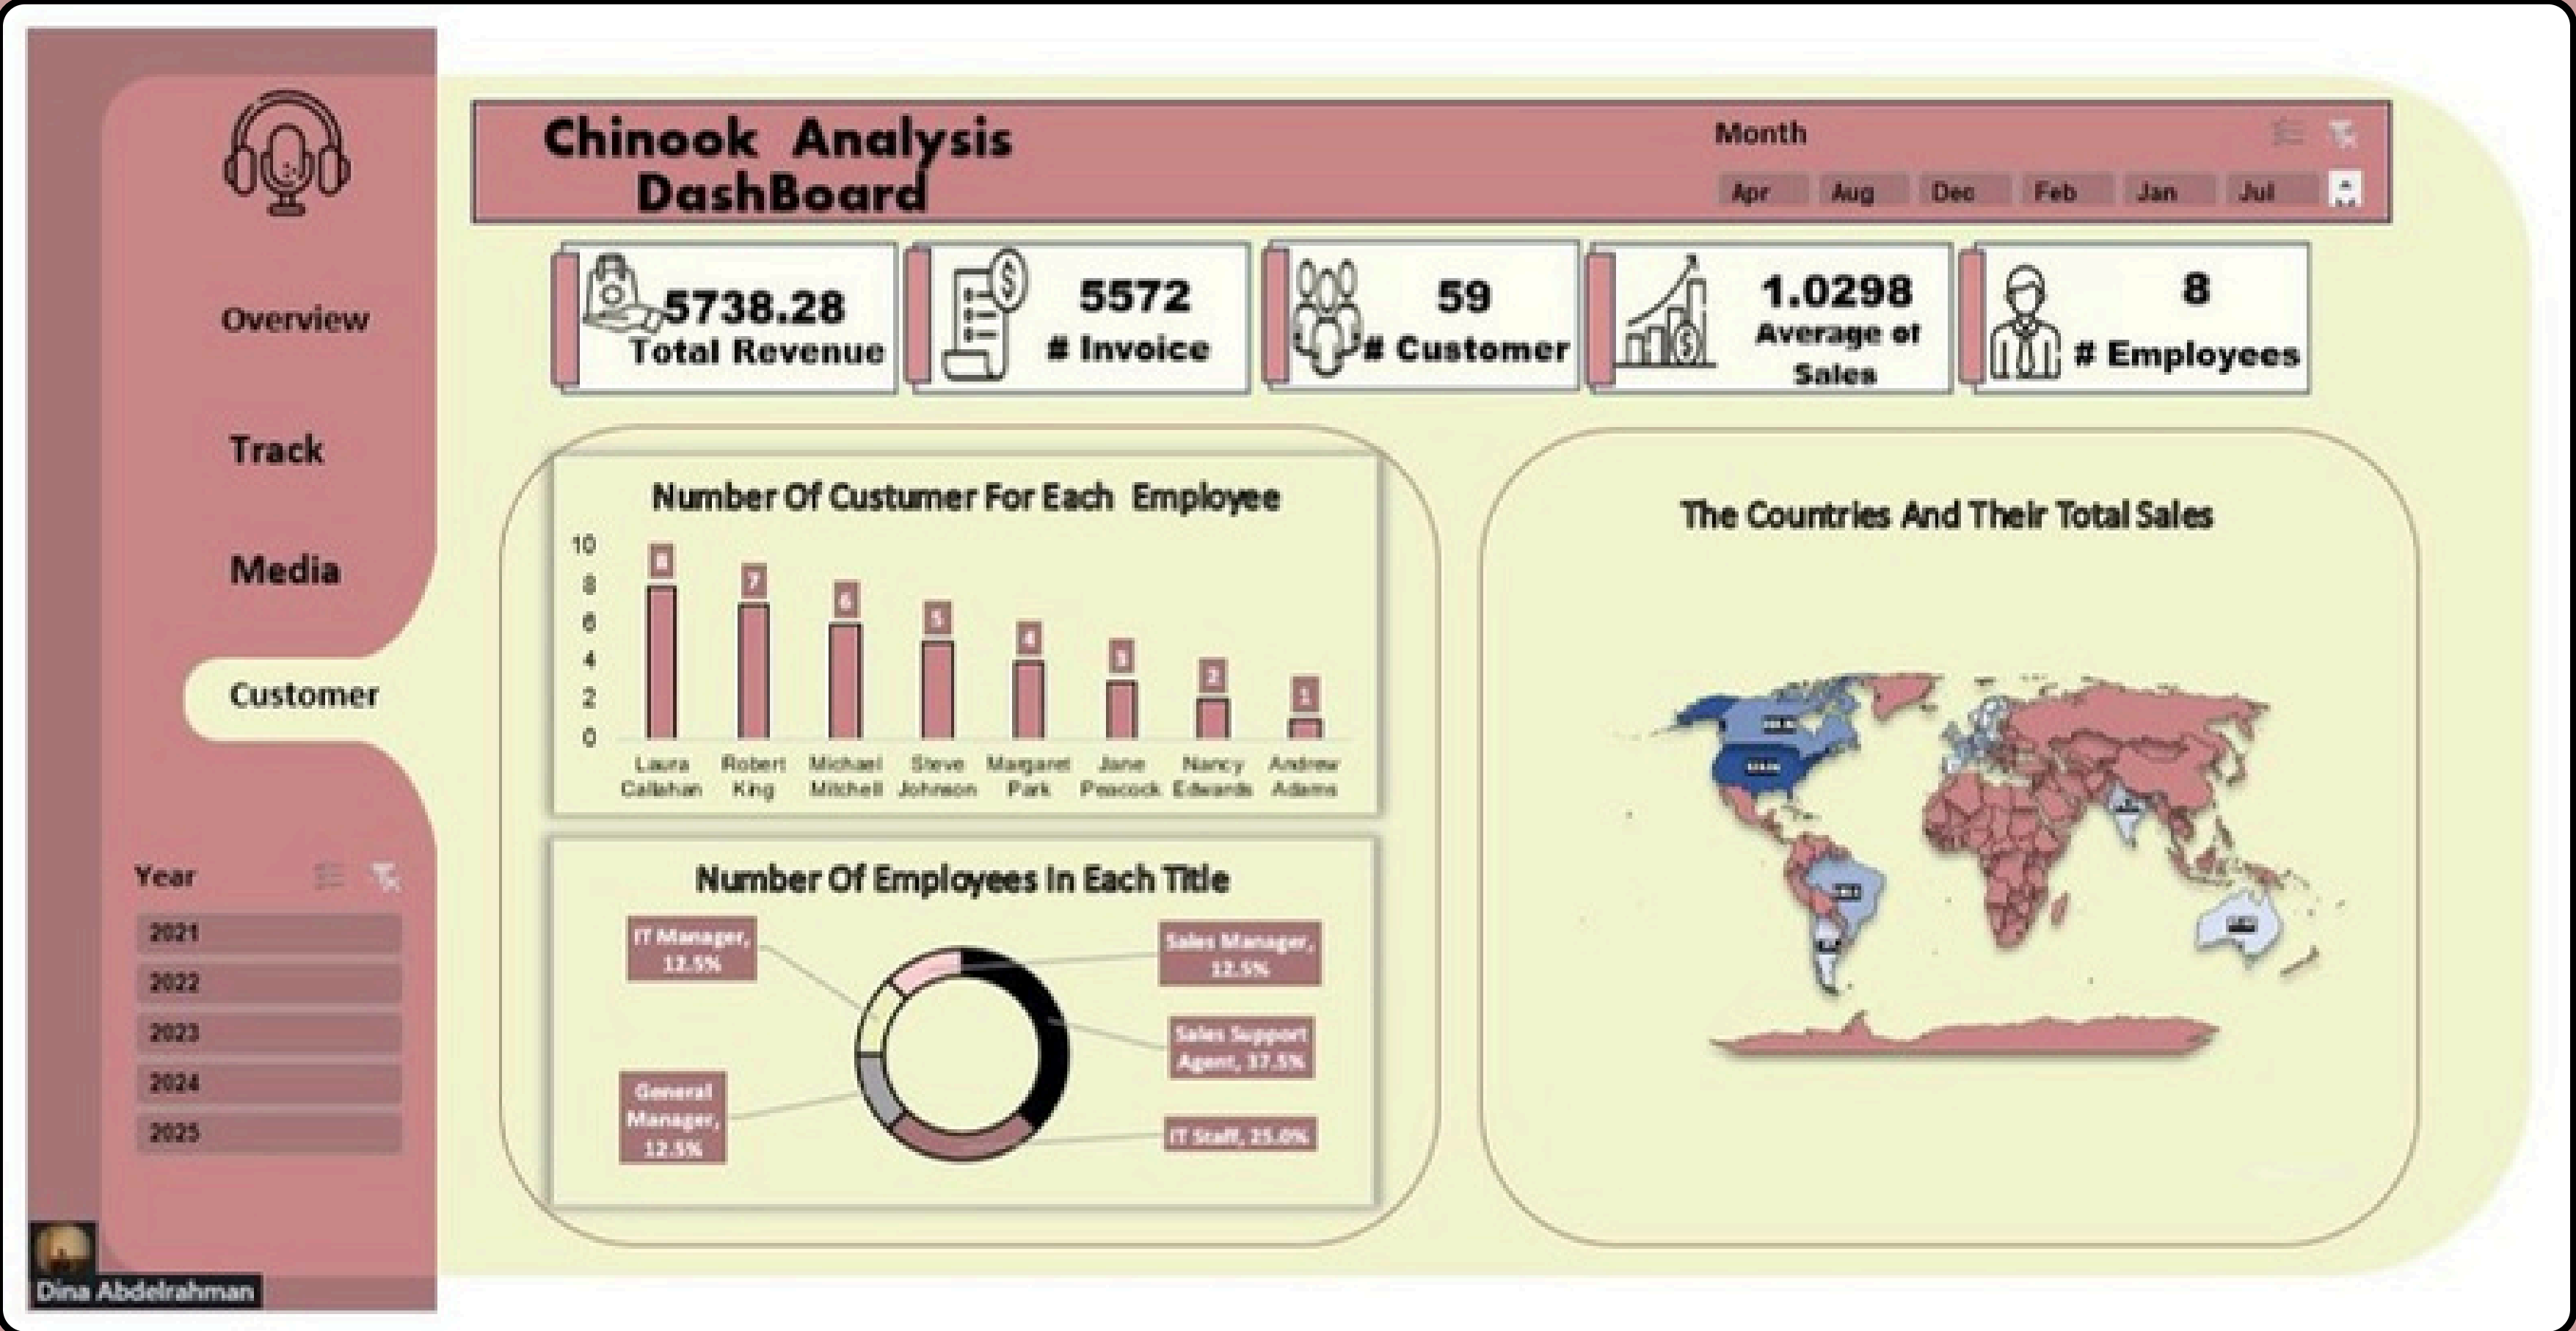 Chinook Analysis
DashBoard
Month
Apr Aug Dec Feb Jan Jul
Overview
Track
Media
Customer
Year
2021
2022
2023
2024
2025
5738.28
Total Revenue
5572
# Invoice
59
# Customer
1.0298
Average of
Sales
8
# Employees
Number Of Custumer For Each Employee
10
8
6
4
2
0
8 7 6 5 4 3 2 1
Laura Robert Michael Steve Margaret Jane Nancy Andrew
Callahan King Mitchell Johnson Park Peacock Edwards Adams
Number Of Employees In Each Title
IT Manager,
12.5%
Sales Manager,
12.5%
Sales Support
Agent, 37.5%
General
Manager,
12.5%
IT Staff, 25.0%
The Countries And Their Total Sales
Dina Abdelrahman